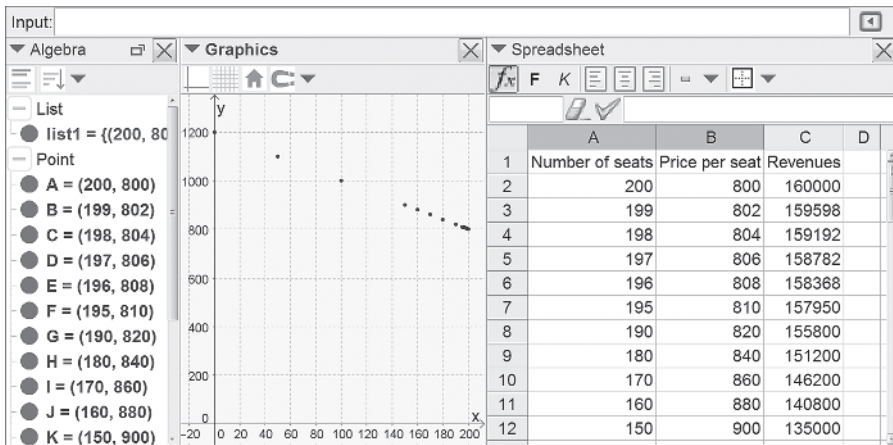 Input:
Algebra
List
list1 = {(200, 80
Point
A = (200, 800)
B = (199, 802)
C = (198, 804)
D = (197, 806)
E = (196, 808)
F = (195, 810)
G = (190, 820)
H = (180, 840)
I = (170, 860)
J = (160, 880)
K = (150, 900)
Graphics
y
1200
1000
800
600
400
200
0
x
-20 0 20 40 60 80 100 120 140 160 180 200
Spreadsheet
fx F K
A B C D
1 Number of seats Price per seat Revenues
2 200 800 160000
3 199 802 159598
4 198 804 159192
5 197 806 158782
6 196 808 158368
7 195 810 157950
8 190 820 155800
9 180 840 151200
10 170 860 146200
11 160 880 140800
12 150 900 135000